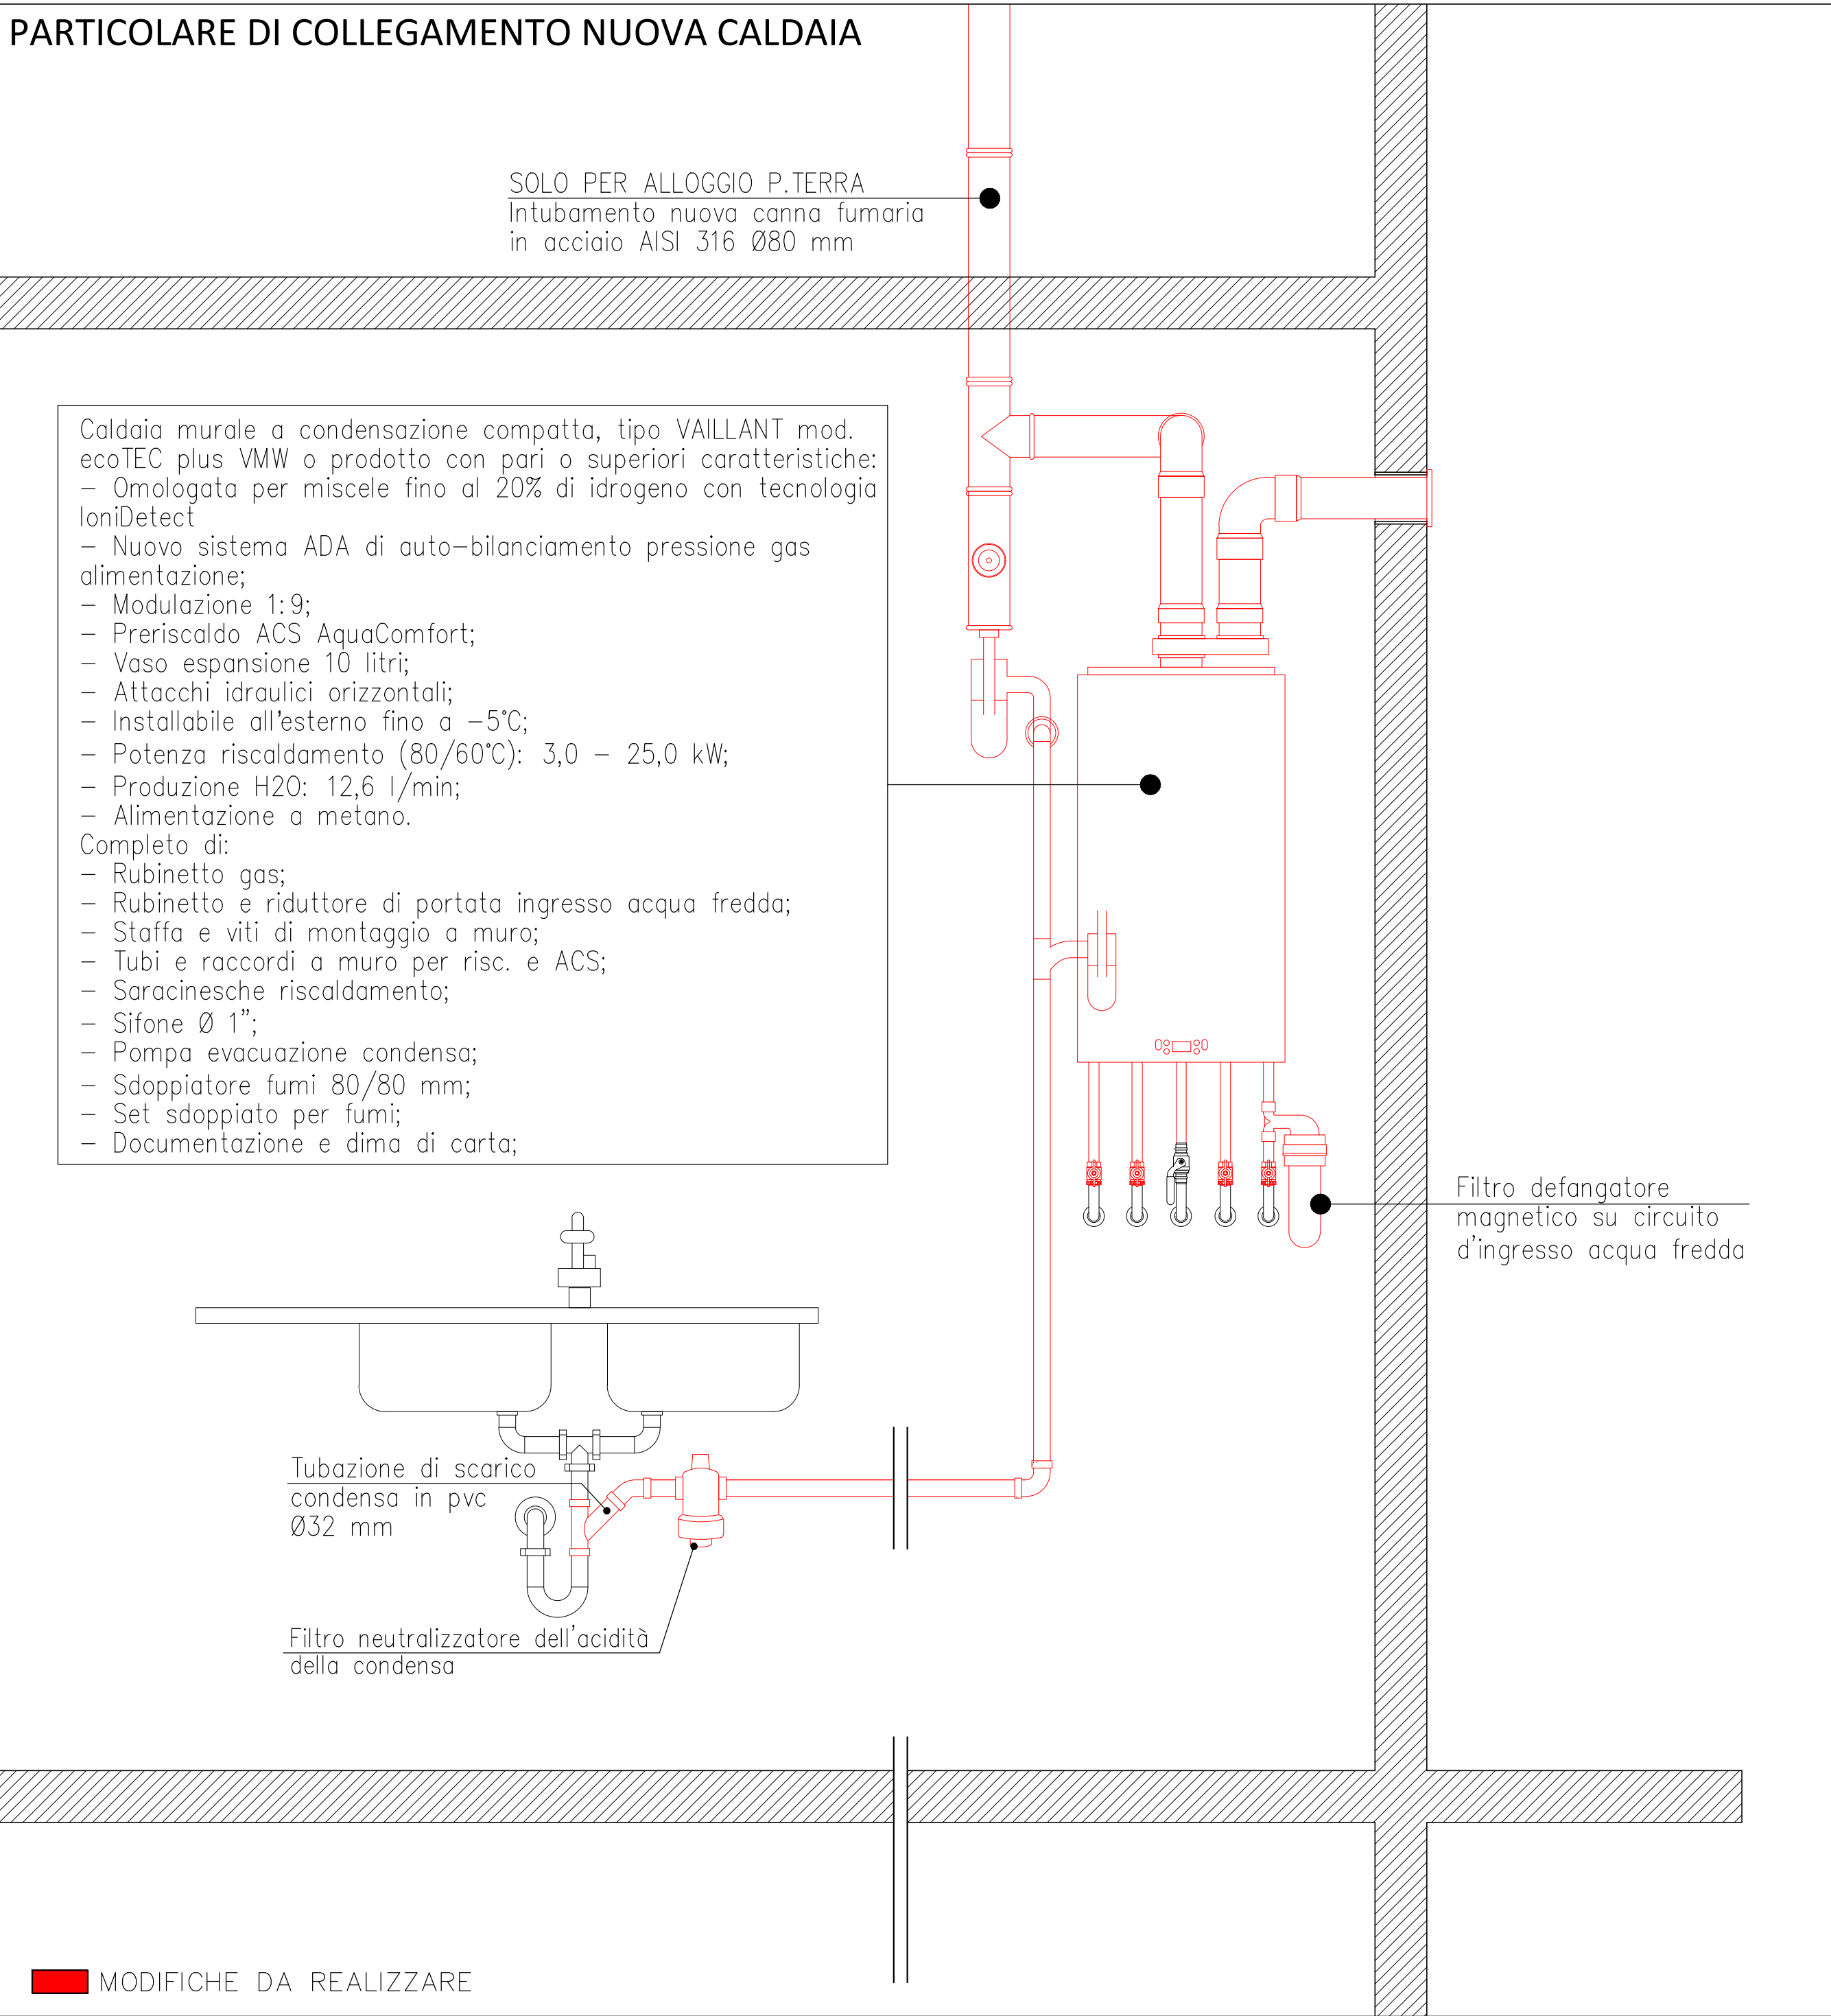 PARTICOLARE DI COLLEGAMENTO NUOVA CALDAIA
SOLO PER ALLOGGIO P.TERRA
Intubamento nuova canna fumaria
in acciaio AISI 316 Ø80 mm
Caldaia murale a condensazione compatta, tipo VAILLANT mod.
ecoTEC plus VMW o prodotto con pari o superiori caratteristiche:
– Omologata per miscele fino al 20% di idrogeno con tecnologia
IoniDetect
– Nuovo sistema ADA di auto–bilanciamento pressione gas
alimentazione;
– Modulazione 1:9;
– Preriscaldo ACS AquaComfort;
– Vaso espansione 10 litri;
– Attacchi idraulici orizzontali;
– Installabile all'esterno fino a –5°C;
– Potenza riscaldamento (80/60°C): 3,0 – 25,0 kW;
– Produzione H2O: 12,6 l/min;
– Alimentazione a metano.
Completo di:
– Rubinetto gas;
– Rubinetto e riduttore di portata ingresso acqua fredda;
– Staffa e viti di montaggio a muro;
– Tubi e raccordi a muro per risc. e ACS;
– Saracinesche riscaldamento;
– Sifone Ø 1";
– Pompa evacuazione condensa;
– Sdoppiatore fumi 80/80 mm;
– Set sdoppiato per fumi;
– Documentazione e dima di carta;
Filtro defangatore
magnetico su circuito
d'ingresso acqua fredda
Tubazione di scarico
condensa in pvc
Ø32 mm
Filtro neutralizzatore dell'acidità
della condensa
MODIFICHE DA REALIZZARE